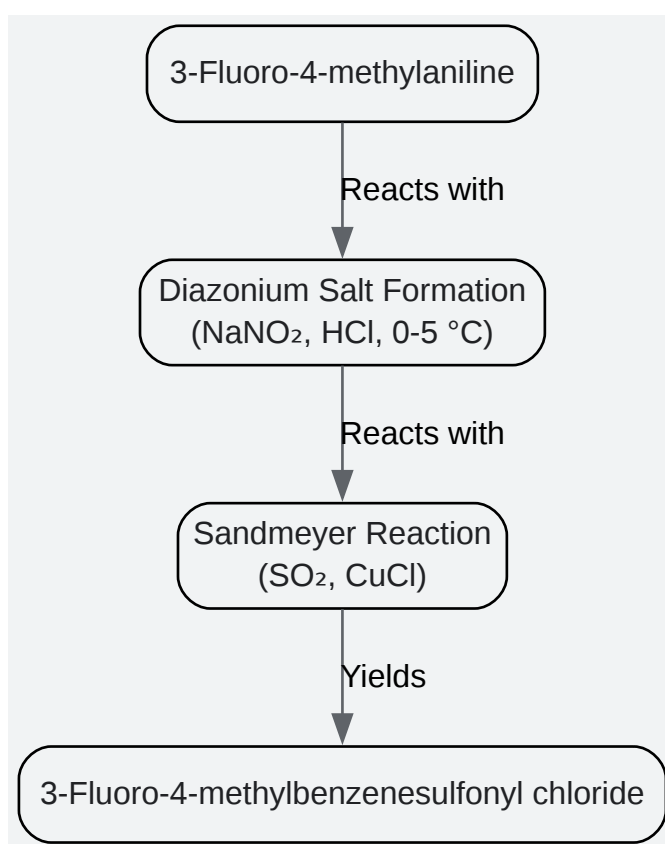 3-Fluoro-4-methylaniline
Reacts with
Diazonium Salt Formation
(NaNO₂, HCl, 0-5 °C)
Reacts with
Sandmeyer Reaction
(SO₂, CuCl)
Yields
3-Fluoro-4-methylbenzenesulfonyl chloride